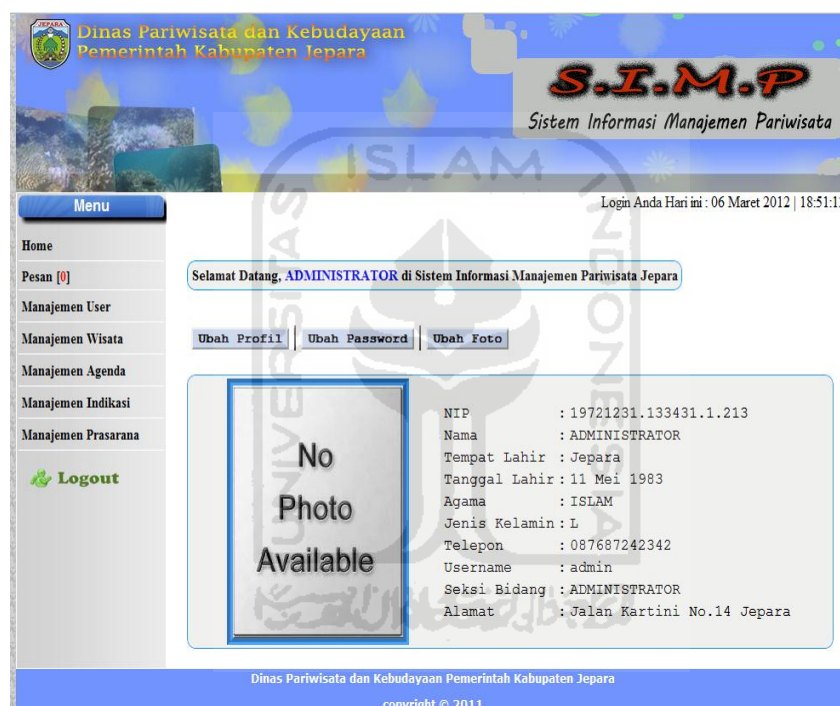 JEPARA
Dinas Pariwisata dan Kebudayaan
Pemerintah Kabupaten Jepara
S.I.M.P
Sistem Informasi Manajemen Pariwisata
Menu
Login Anda Hari ini : 06 Maret 2012 | 18:51:1
Home
Pesan [0]
Manajemen User
Manajemen Wisata
Manajemen Agenda
Manajemen Indikasi
Manajemen Prasarana
Logout
Selamat Datang, ADMINISTRATOR di Sistem Informasi Manajemen Pariwisata Jepara
Ubah Profil | Ubah Password | Ubah Foto
No
Photo
Available
NIP : 19721231.133431.1.213
Nama : ADMINISTRATOR
Tempat Lahir : Jepara
Tanggal Lahir : 11 Mei 1983
Agama : ISLAM
Jenis Kelamin : L
Telepon : 087687242342
Username : admin
Seksi Bidang : ADMINISTRATOR
Alamat : Jalan Kartini No.14 Jepara
UNIVERSITAS
ISLAM
INDONESIA
Dinas Pariwisata dan Kebudayaan Pemerintah Kabupaten Jepara
copyright © 2011